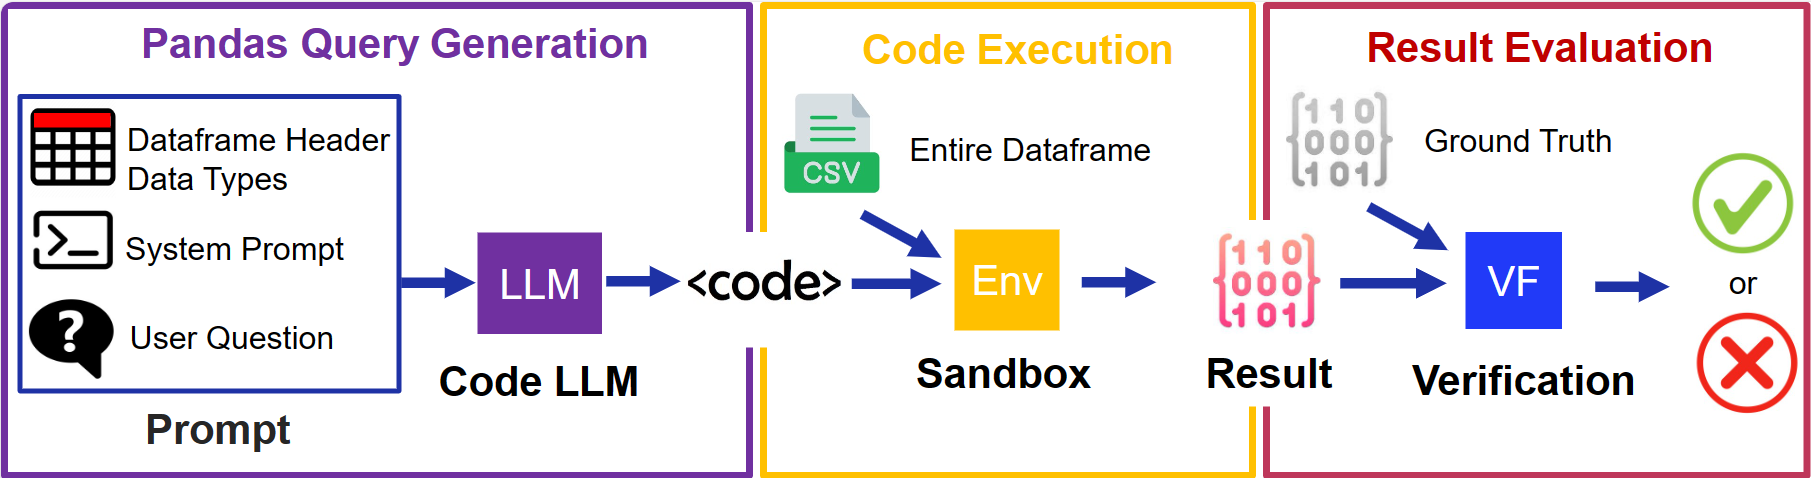 Pandas Query Generation
Dataframe Header
Data Types
System Prompt
? User Question
Prompt
LLM
Code LLM
<code>
Code Execution
CSV
Entire Dataframe
Env
Sandbox
{110
000
101}
Result
Result Evaluation
{110
000
101}
Ground Truth
VF
Verification
or